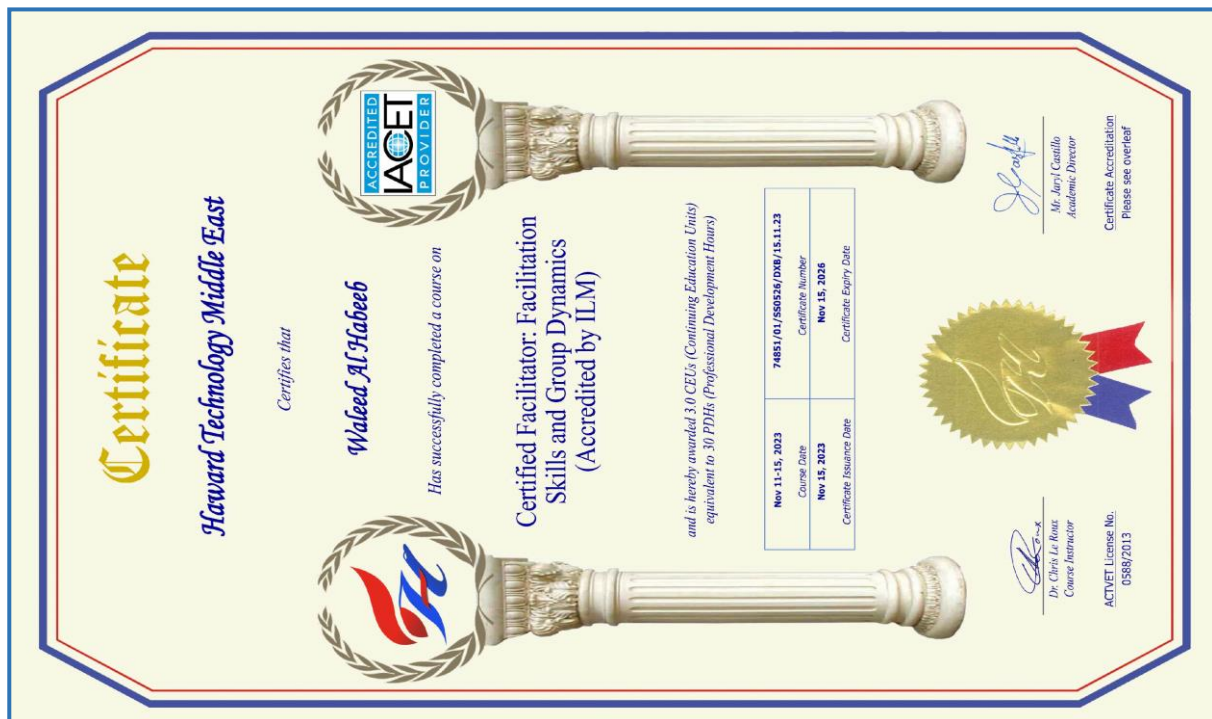 Certificate
Haward Technology Middle East
Certifies that
ACCREDITED
IACET
PROVIDER
Waleed Al Habeeb
Has successfully completed a course on
Certified Facilitator: Facilitation
Skills and Group Dynamics
(Accredited by ILM)
and is hereby awarded 3.0 CEUs (Continuing Education Units)
equivalent to 30 PDHs (Professional Development Hours)
Nov 11-15, 2023 74851/01/SS0526/DXB/15.11.23
Course Date Certificate Number
Nov 15, 2023 Nov 15, 2026
Certificate Issuance Date Certificate Expiry Date
Dr. Chris Le Roux
Course Instructor
ACTVET License No.
0588/2013
Mr. Jaryl Castillo
Academic Director
Certificate Accreditation
Please see overleaf